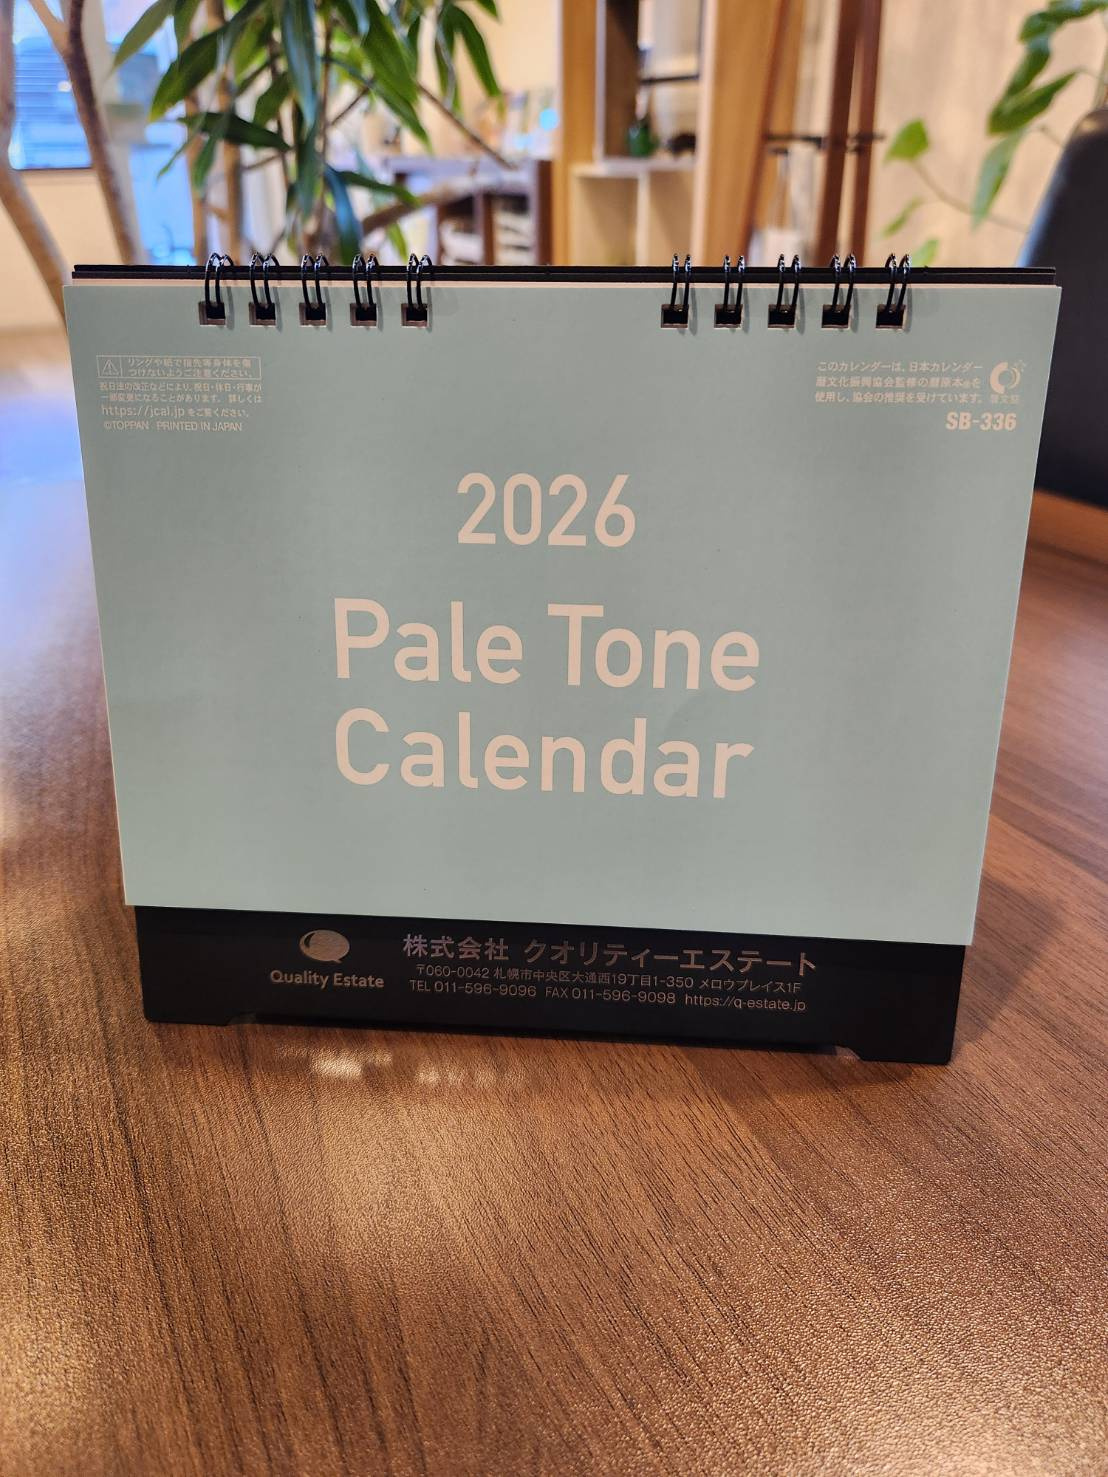 リングや紙で指先等身体を傷
つけないようご注意ください。
祝日法の改正などにより、祝日・休日・行事が
一部変更になることがあります。詳しくは
https://jcal.jp をご覧ください。
©TOPPAN PRINTED IN JAPAN
このカレンダーは、日本カレンダー
暦文化振興協会監修の暦原本®を
使用し、協会の推奨を受けています。
SB-336
2026
Pale Tone
Calendar
Quality Estate
株式会社 クオリティーエステート
〒060-0042 札幌市中央区大通西19丁目1-350 メロウプレイス1F
TEL 011-596-9096 FAX 011-596-9098 https://q-estate.jp